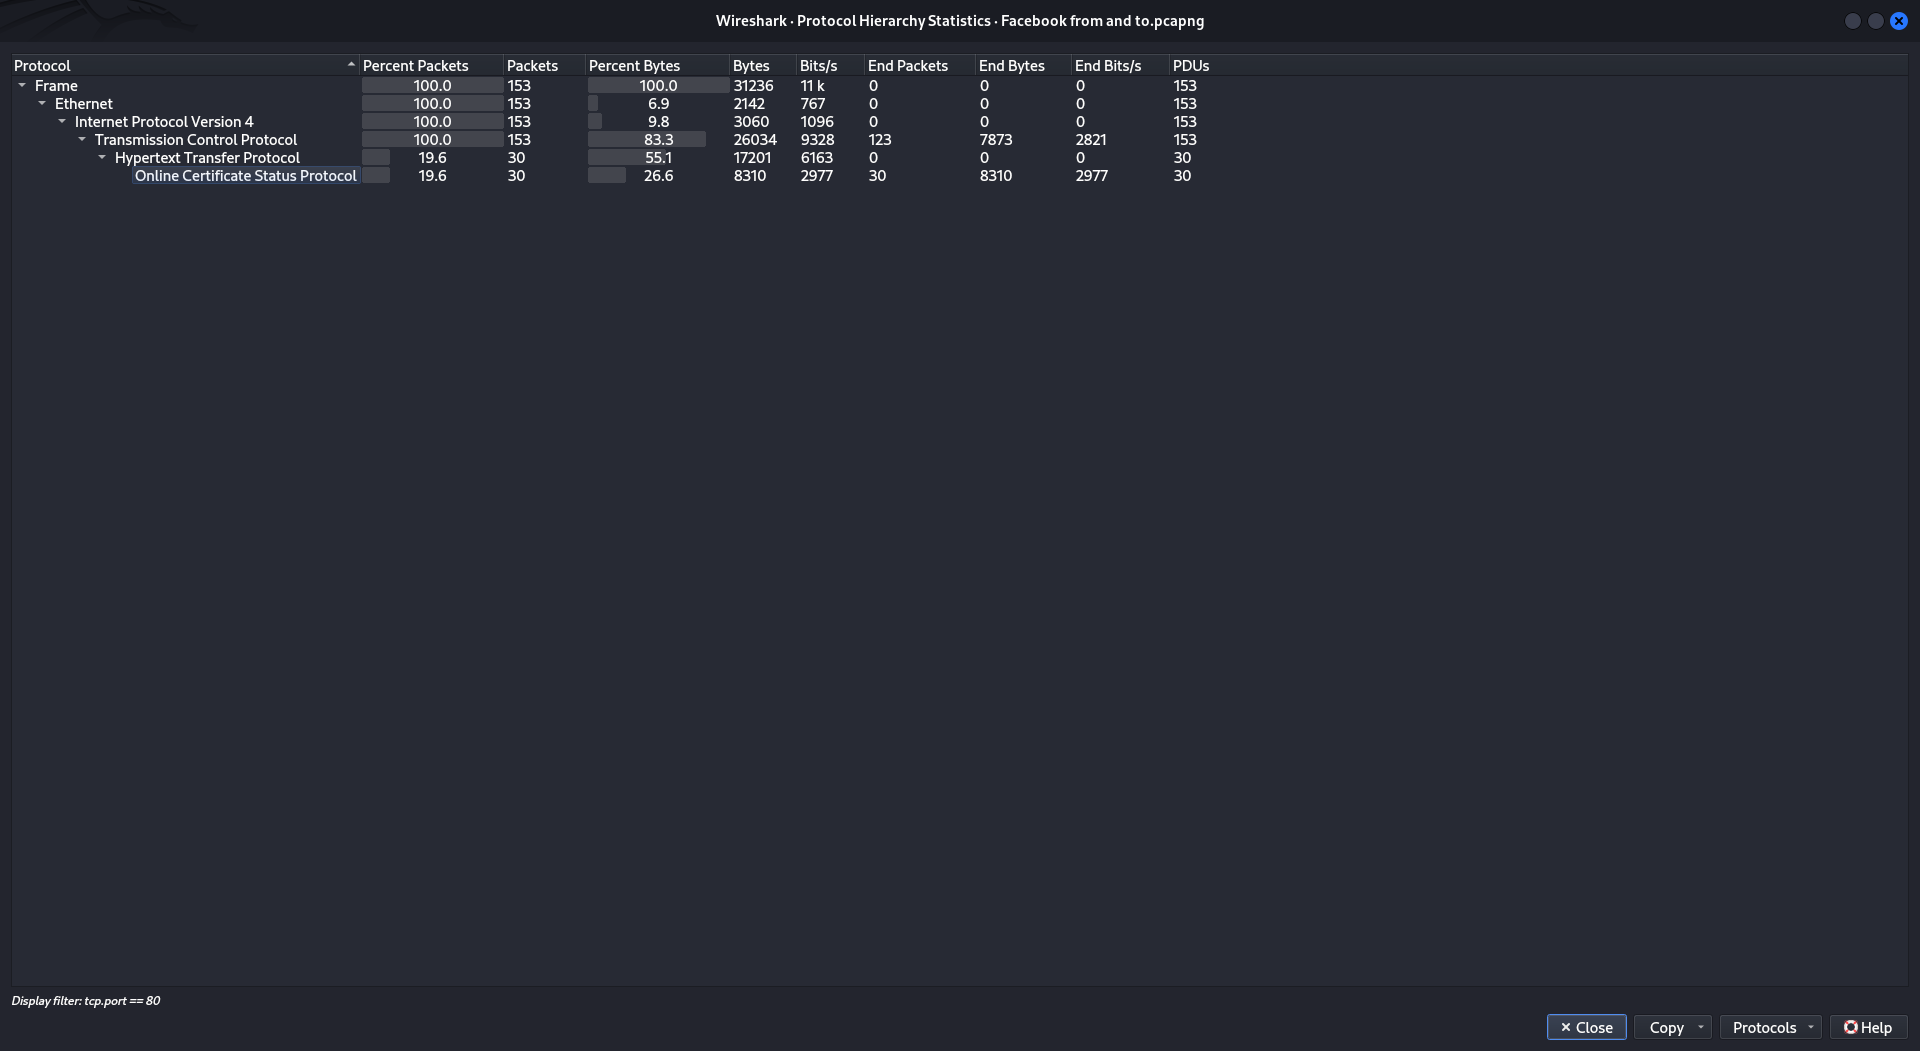 Wireshark · Protocol Hierarchy Statistics · Facebook from and to.pcapng
Protocol Percent Packets Packets Percent Bytes Bytes Bits/s End Packets End Bytes End Bits/s PDUs
Frame 100.0 153 100.0 31236 11 k 0 0 0 153
Ethernet 100.0 153 6.9 2142 767 0 0 0 153
Internet Protocol Version 4 100.0 153 9.8 3060 1096 0 0 0 153
Transmission Control Protocol 100.0 153 83.3 26034 9328 123 7873 2821 153
Hypertext Transfer Protocol 19.6 30 55.1 17201 6163 0 0 0 30
Online Certificate Status Protocol 19.6 30 26.6 8310 2977 30 8310 2977 30
Display filter: tcp.port == 80
Close Copy Protocols Help